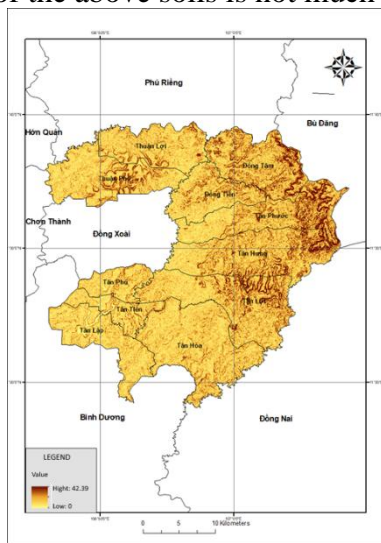 of the above soils is not much
Phú Riềng
Bù Đăng
Hớn Quản
Thuận Lợi
Đồng Tâm
Thuận Phú
Đồng Tiến
Tân Phước
Chơn Thành
Đồng Xoài
Tân Hưng
Tân Phú
Tân Lợi
Tân Tiến
Tân Lập
Tân Hòa
Bình Dương
Đồng Nai
LEGEND
Value
Hight: 42.39
Low: 0
0 5 10 Kilometers